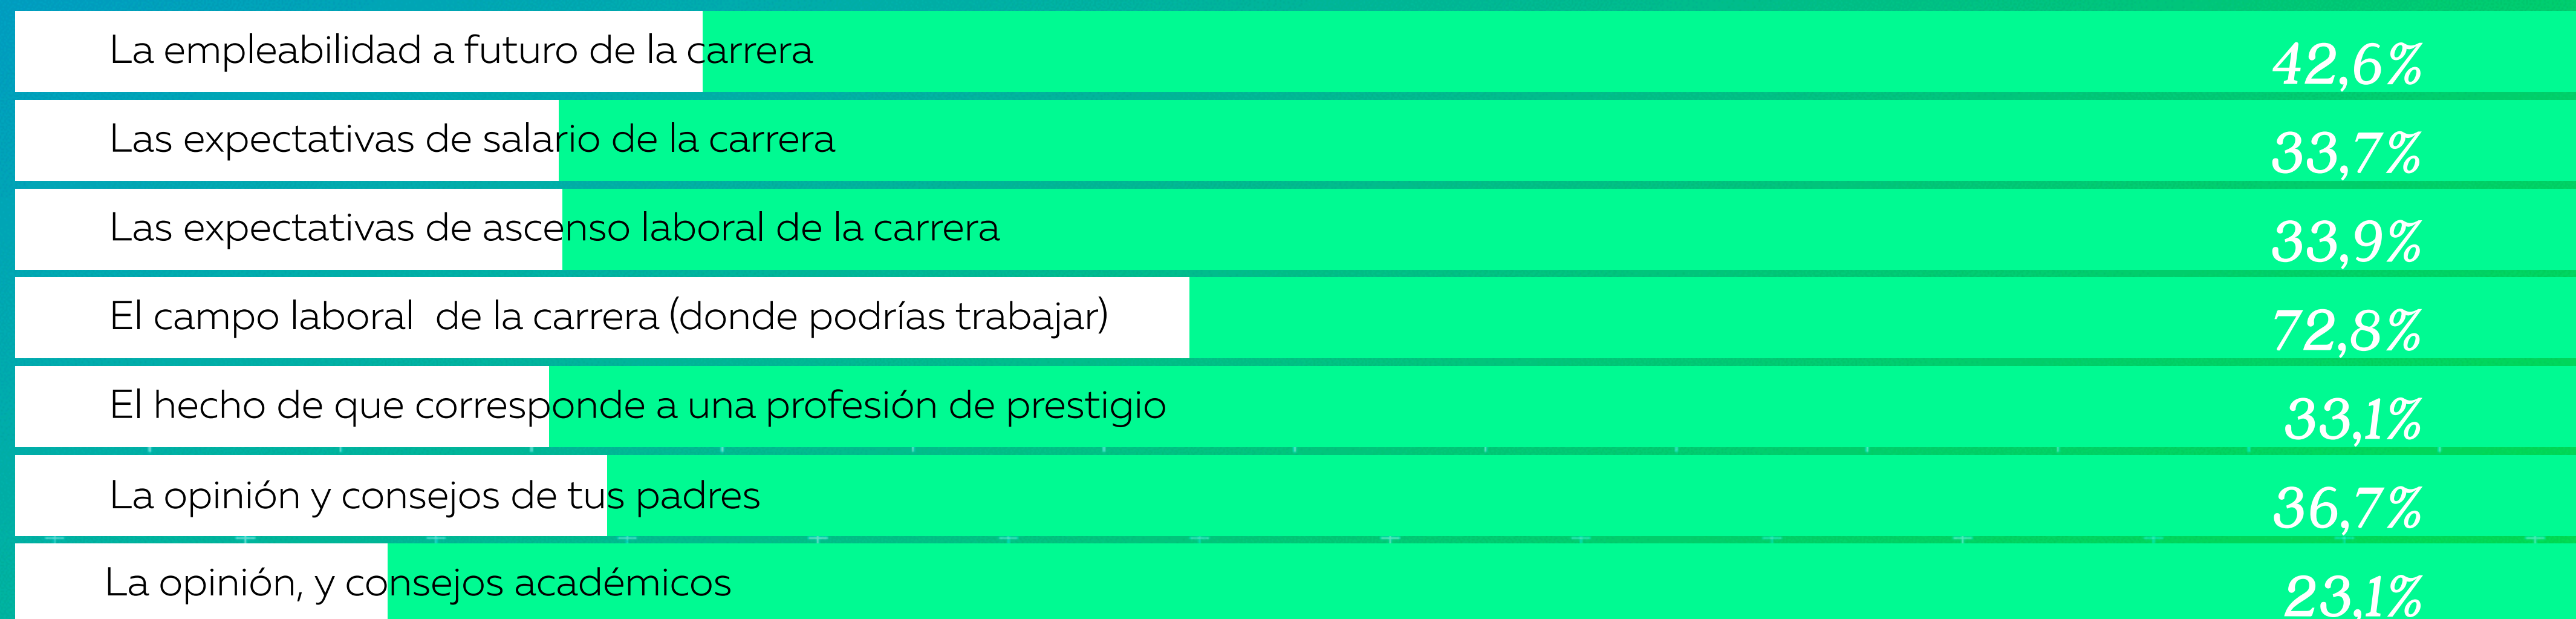 La empleabilidad a futuro de la carrera 42,6%
Las expectativas de salario de la carrera 33,7%
Las expectativas de ascenso laboral de la carrera 33,9%
El campo laboral  de la carrera (donde podrías trabajar) 72,8%
El hecho de que corresponde a una profesión de prestigio 33,1%
La opinión y consejos de tus padres 36,7%
La opinión, y consejos académicos 23,1%